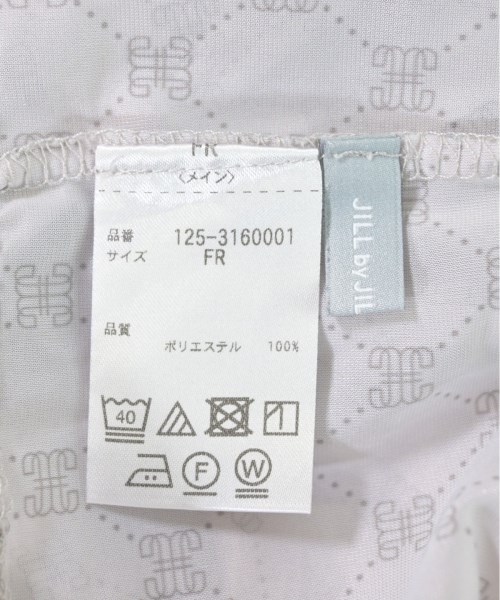 FR
〈メイン〉
品番 125-3160001
サイズ FR
品質
ポリエステル 100%
40
F
W
JILL by JIL